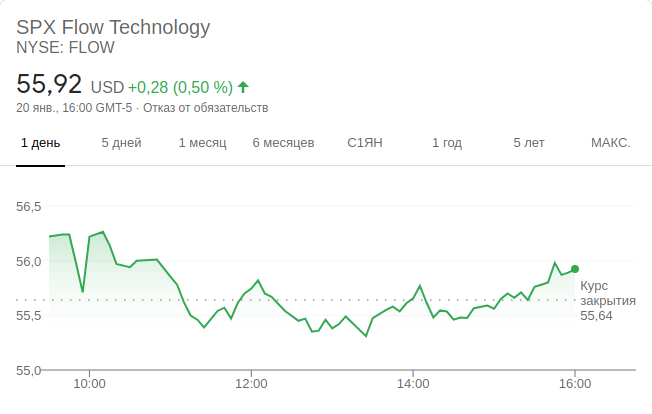 SPX Flow Technology
NYSE: FLOW
55,92 USD +0,28 (0,50 %)
20 янв., 16:00 GMT-5 · Отказ от обязательств
1 день 5 дней 1 месяц 6 месяцев С1ЯН 1 год 5 лет МАКС.
56,5
56,0
55,5
55,0
Курс
закрытия
55,64
10:00 12:00 14:00 16:00